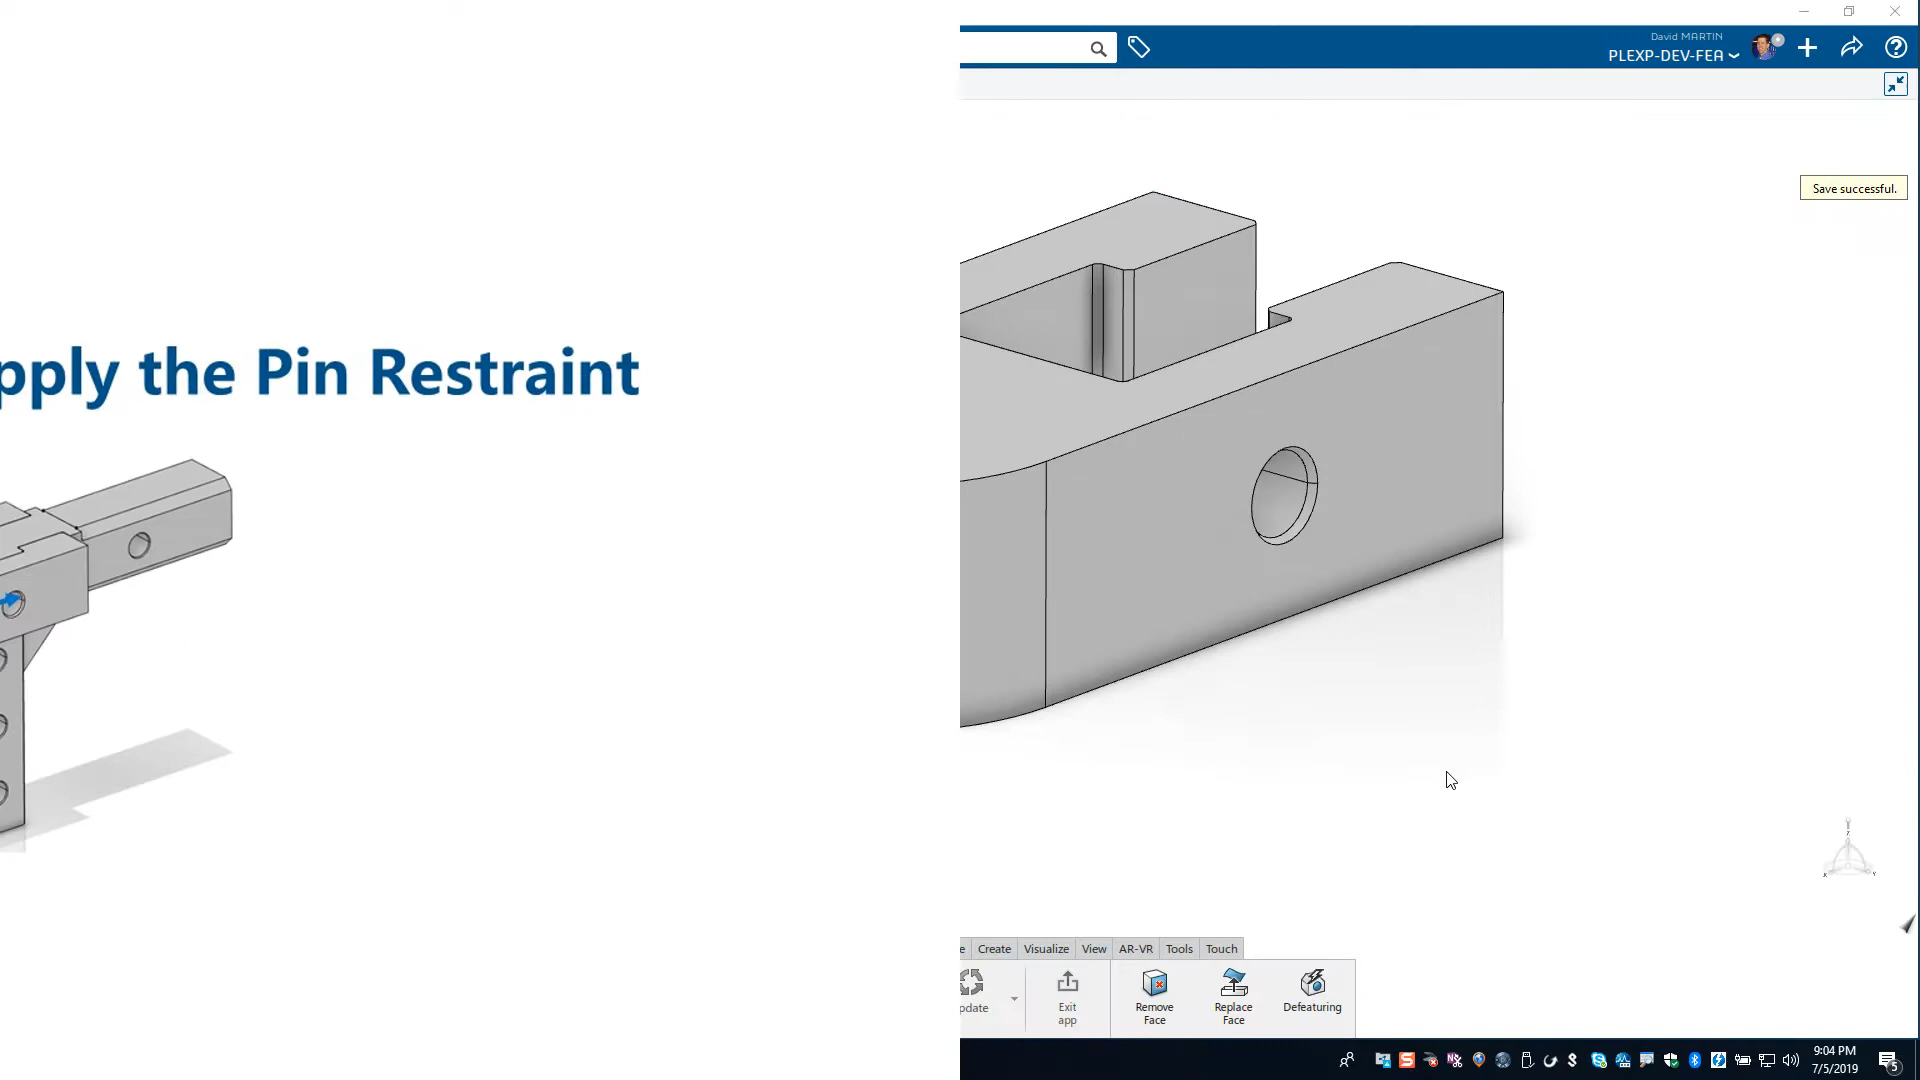 pply the Pin Restraint
David MARTIN
PLEXP-DEV-FEA
Save successful.
Z
X
Y
e Create Visualize View AR-VR Tools Touch
pdate
Exit app
Remove Face
Replace Face
Defeaturing
9:04 PM
7/5/2019
5